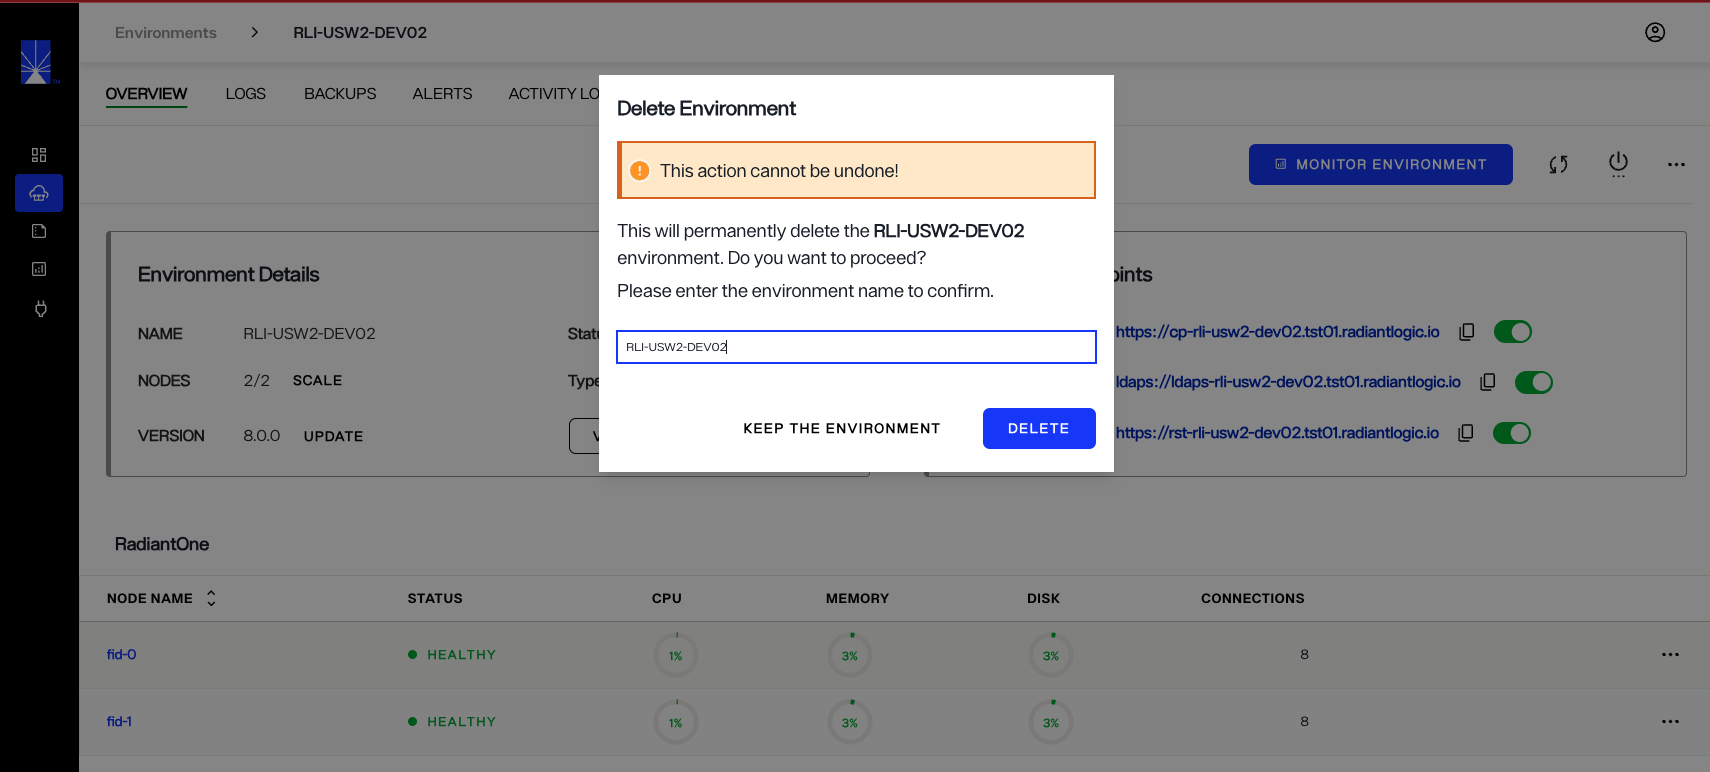 Environments > RLI-USW2-DEV02
OVERVIEW LOGS BACKUPS ALERTS ACTIVITY LO
Delete Environment
This action cannot be undone!
This will permanently delete the RLI-USW2-DEV02
environment. Do you want to proceed?
Please enter the environment name to confirm.
RLI-USW2-DEV02
KEEP THE ENVIRONMENT DELETE
MONITOR ENVIRONMENT
Environment Details
NAME RLI-USW2-DEV02 Statu
NODES 2/2 SCALE Type
VERSION 8.0.0 UPDATE V
oints
https://cp-rli-usw2-dev02.tst01.radiantlogic.io
ldaps://ldaps-rli-usw2-dev02.tst01.radiantlogic.io
https://rst-rli-usw2-dev02.tst01.radiantlogic.io
RadiantOne
NODE NAME STATUS CPU MEMORY DISK CONNECTIONS
fid-0 HEALTHY 1% 3% 3% 8
fid-1 HEALTHY 1% 3% 3% 8